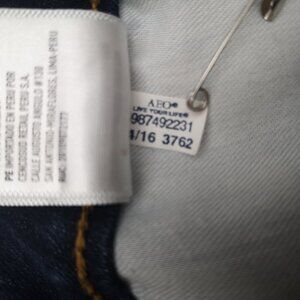 PE IMPORTADO EN PERU POR
CENCOSUD RETAIL PERU S.A.
CALLE AUGUSTO ANGULO #130
SAN ANTONIO-MIRAFLORES, LIMA-PERU
RUC:
AEO®
LIVE YOUR LIFE®
987492231
4/16 3762